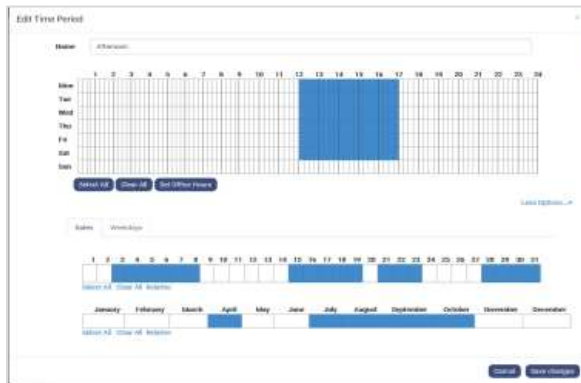 Edit Time Period
Name Afternoon
1 2 3 4 5 6 7 8 9 10 11 12 13 14 15 16 17 18 19 20 21 22 23 24
Mon
Tue
Wed
Thu
Fri
Sat
Sun
Select All Clear All Set Office Hours
Less Options
Dates Weekdays
1 2 3 4 5 6 7 8 9 10 11 12 13 14 15 16 17 18 19 20 21 22 23 24 25 26 27 28 29 30 31
Select All Clear All
January February March April May June July August September October November December
Select All Clear All
Cancel Save changes